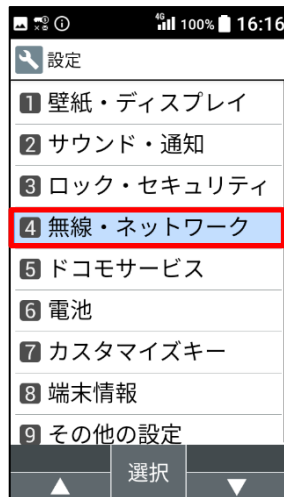 4G 100% 16:16
設定
1 壁紙・ディスプレイ
2 サウンド・通知
3 ロック・セキュリティ
4 無線・ネットワーク
5 ドコモサービス
6 電池
7 カスタマイズキー
8 端末情報
9 その他の設定
選択